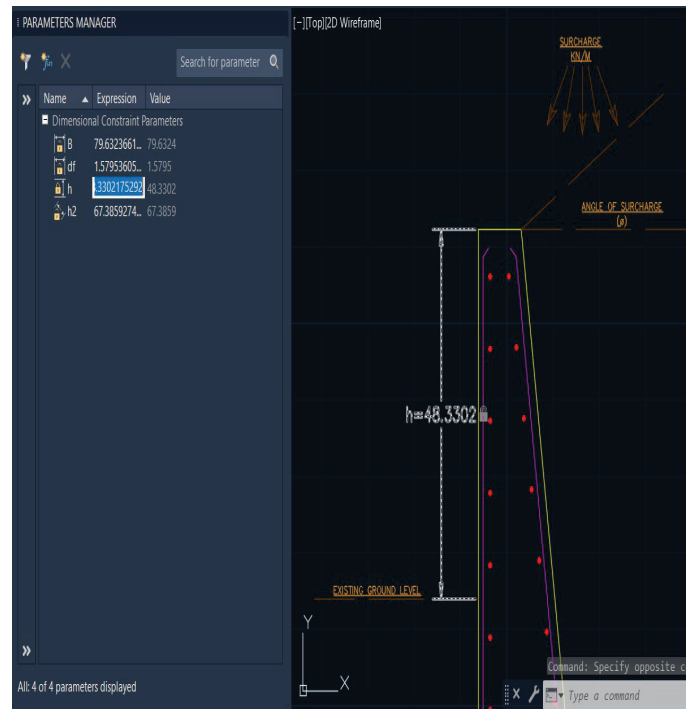 PARAMETERS MANAGER
Search for parameter
Name Expression Value
Dimensional Constraint Parameters
B 79.6323661... 79.6324
df 1.57953605... 1.5795
h .3302175292 48.3302
h2 67.3859274... 67.3859
All: 4 of 4 parameters displayed
[-][Top][2D Wireframe]
SURCHARGE
KN/M
ANGLE OF SURCHARGE
(ø)
h=48.3302
EXISTING GROUND LEVEL
Y
X
Command: Specify opposite c
Type a command